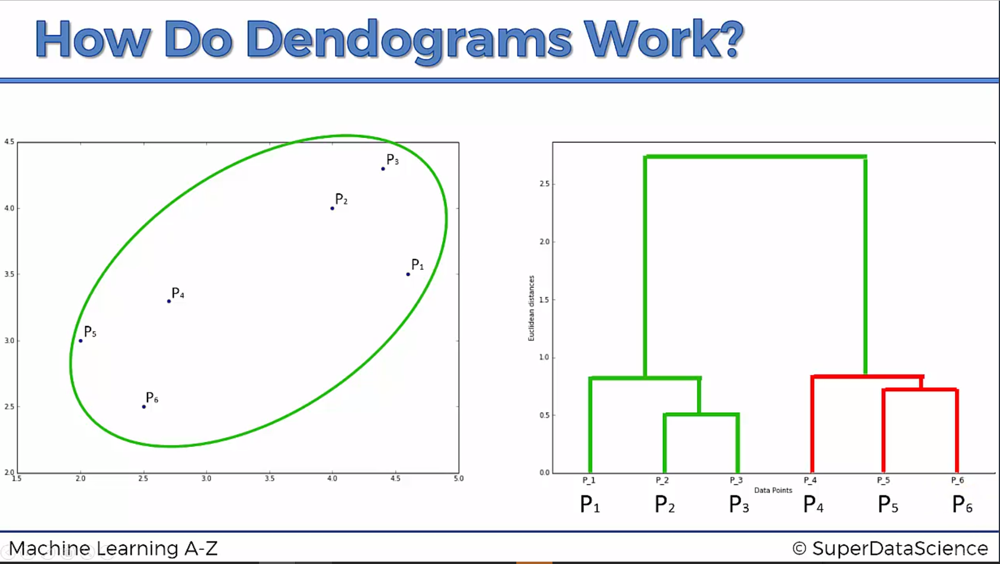 How Do Dendograms Work?
4.5
4.0
3.5
3.0
2.5
2.0
1.5 2.0 2.5 3.0 3.5 4.0 4.5 5.0
P3
P2
P1
P4
P5
P6
Euclidean distances
2.5
2.0
1.5
1.0
0.5
0.0
P_1 P_2 P_3 P_4 P_5 P_6
Data Points
P1 P2 P3 P4 P5 P6
Machine Learning A-Z
© SuperDataScience